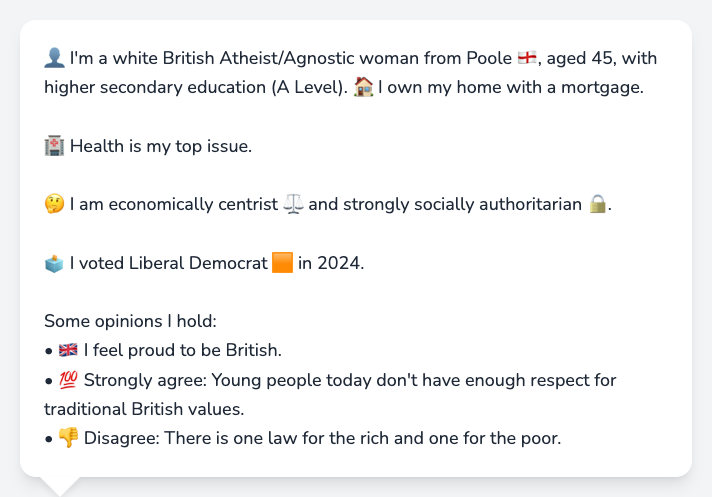 👤 I'm a white British Atheist/Agnostic woman from Poole 🏴󠁧󠁢󠁥󠁮󠁧󠁿, aged 45, with
higher secondary education (A Level). 🏠 I own my home with a mortgage.
🏥 Health is my top issue.
🤔 I am economically centrist ⚖️ and strongly socially authoritarian 🔒.
🗳️ I voted Liberal Democrat 🟧 in 2024.
Some opinions I hold:
• 🇬🇧 I feel proud to be British.
• 💯 Strongly agree: Young people today don't have enough respect for
traditional British values.
• 👎 Disagree: There is one law for the rich and one for the poor.